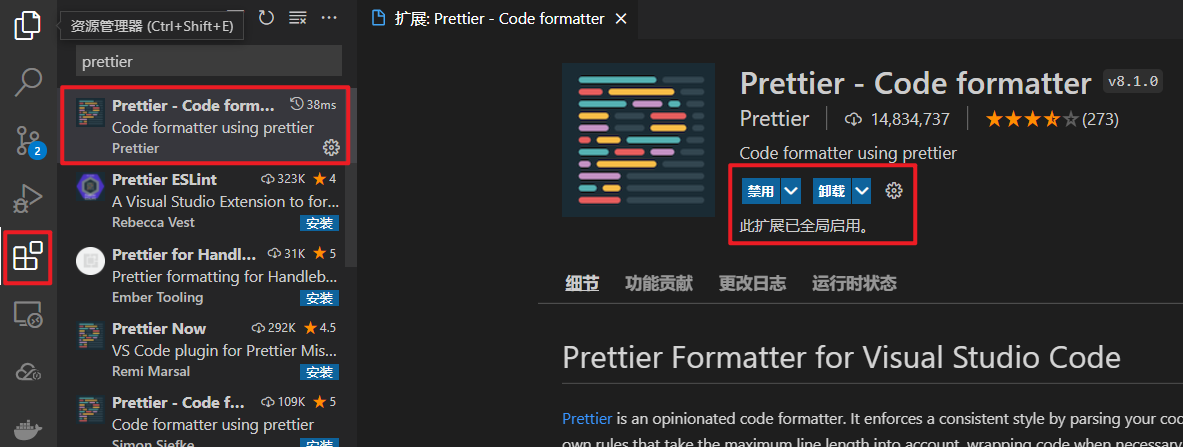 资源管理器 (Ctrl+Shift+E)
prettier
Prettier - Code form... 38ms
Code formatter using prettier
Prettier
Prettier ESLint 323K 4
A Visual Studio Extension to for...
Rebecca Vest 安装
Prettier for Handl... 31K 5
Prettier formatting for Handleb...
Ember Tooling 安装
Prettier Now 292K 4.5
VS Code plugin for Prettier Mis...
Remi Marsal 安装
Prettier - Code f... 109K 5
Code formatter using prettier
Simon Siefke 安装
2
扩展: Prettier - Code formatter
Prettier - Code formatter v8.1.0
Prettier 14,834,737 (273)
Code formatter using prettier
禁用 卸载
此扩展已全局启用。
细节 功能贡献 更改日志 运行时状态
Prettier Formatter for Visual Studio Code
Prettier is an opinionated code formatter. It enforces a consistent style by parsing your co
own rules that take the maximum line length into account, wrapping code when necessary